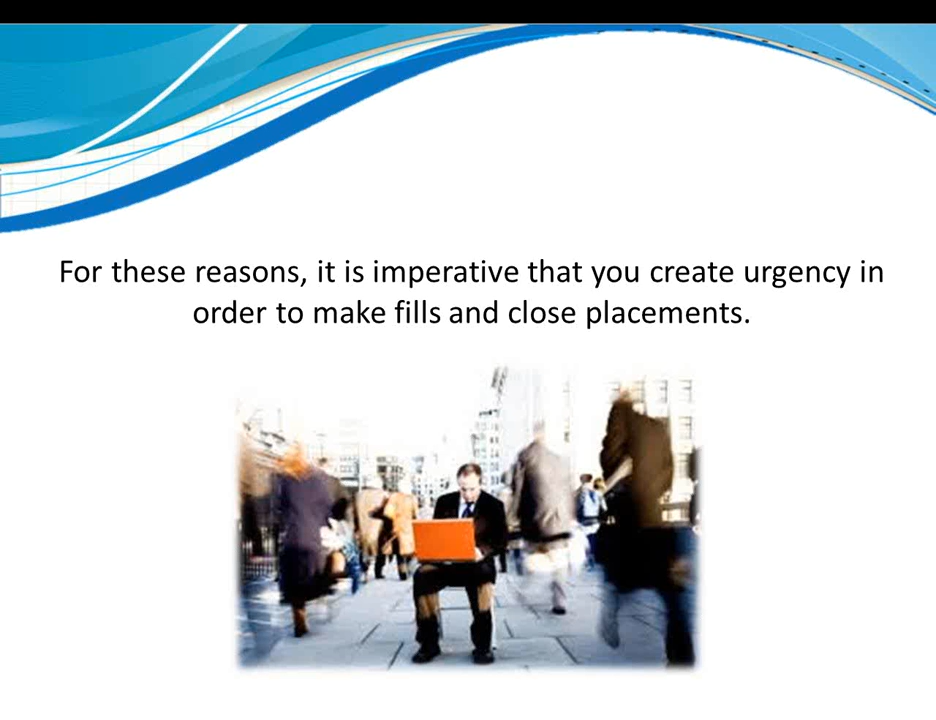 For these reasons, it is imperative that you create urgency in
order to make fills and close placements.